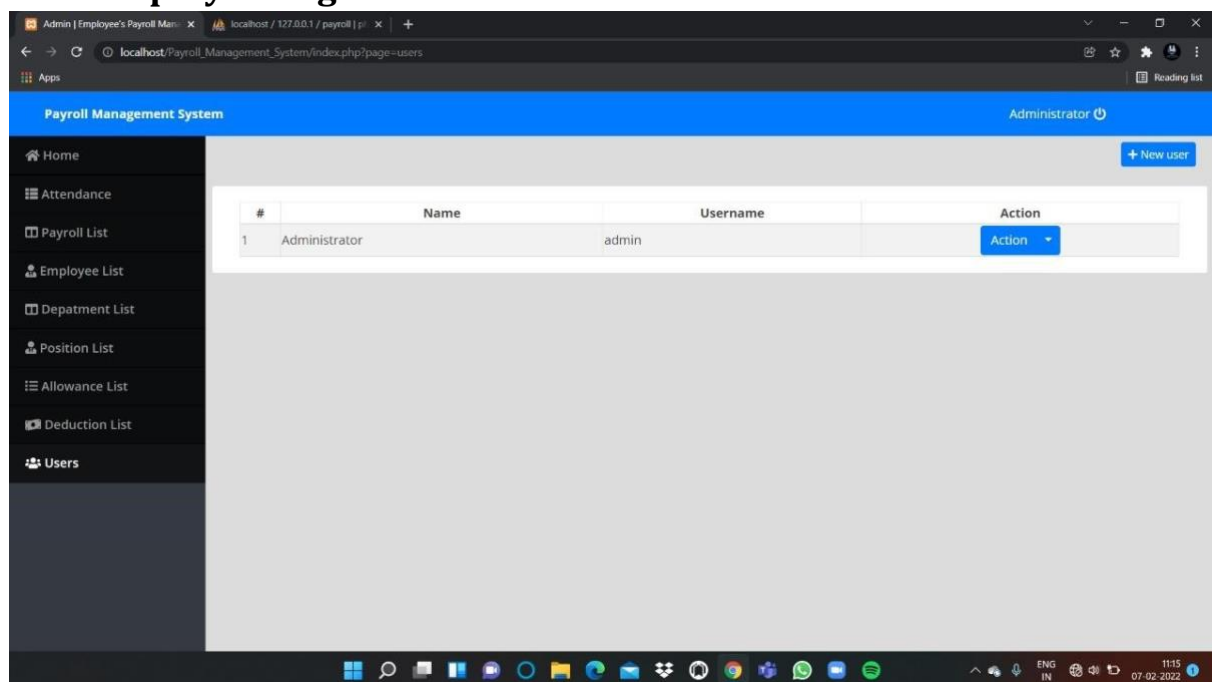 Admin | Employee's Payroll Man
localhost / 127.0.0.1 / payroll | p
localhost/Payroll_Management_System/index.php?page=users
Apps
Reading list
Payroll Management System
Administrator
Home
+ New user
Attendance
# Name Username Action
Payroll List
1 Administrator admin Action
Employee List
Depatment List
Position List
Allowance List
Deduction List
Users
ENG
IN
11:15
07-02-2022
1